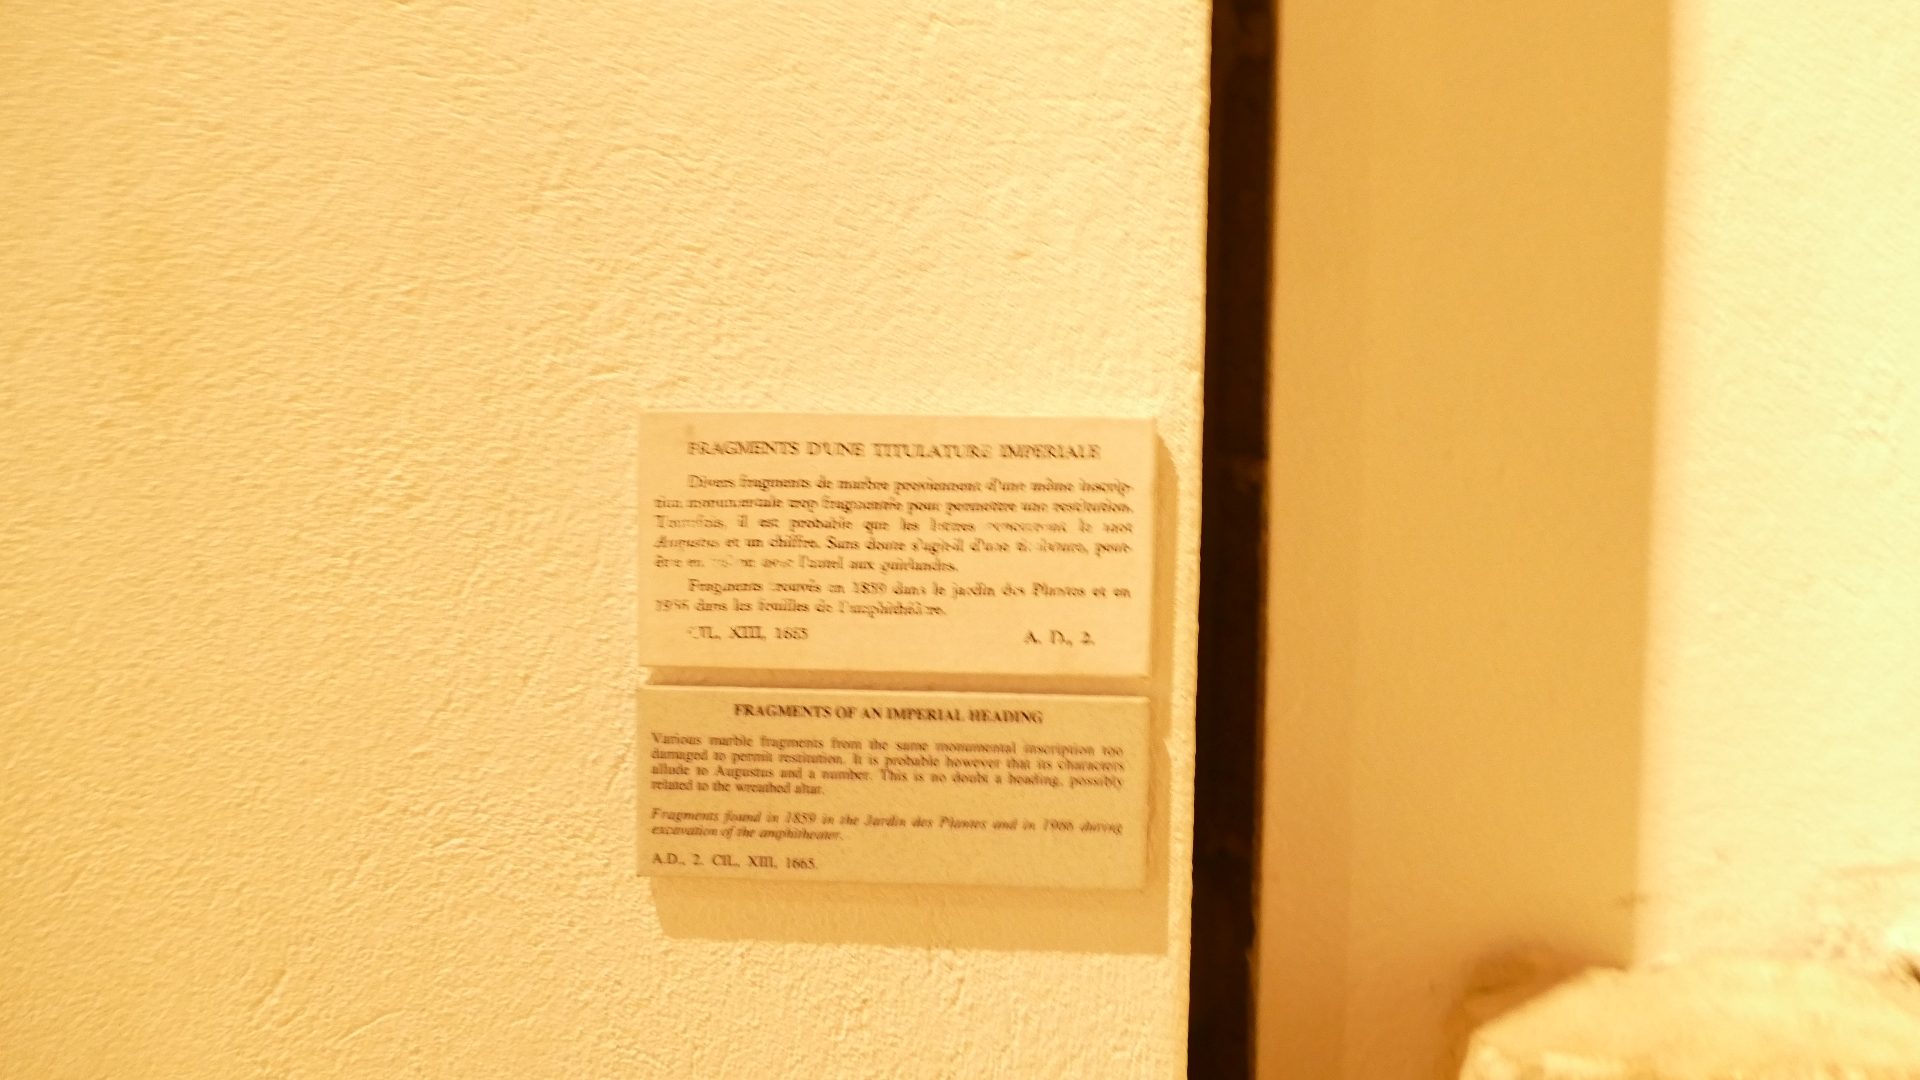 FRAGMENTS D'UNE TITULATURE IMPERIALE
Divers fragments de marbre proviennent d'une même inscrip-
tion monumentale trop fragmentée pour permettre une restitution.
Toutefois, il est probable que les lettres le mot
Augustus et un chiffre. Sans doute s'agit-il d'une titulature, peut-
être en avec l'autel aux guirlandes.
Fragments trouvés en 1859 dans le jardin des Plantes et en
dans les fouilles de l'amphithéâtre.
CIL, XIII, 1665
A. D., 2.
FRAGMENTS OF AN IMPERIAL HEADING
Various marble fragments from the same monumental inscription too
damaged to permit restitution. It is probable however that its characters
allude to Augustus and a number. This is no doubt a heading, possibly
related to the wreathed altar.
Fragments found in 1859 in the Jardin des Plantes and in during
excavation of the amphitheater.
A.D., 2. CIL, XIII, 1665.